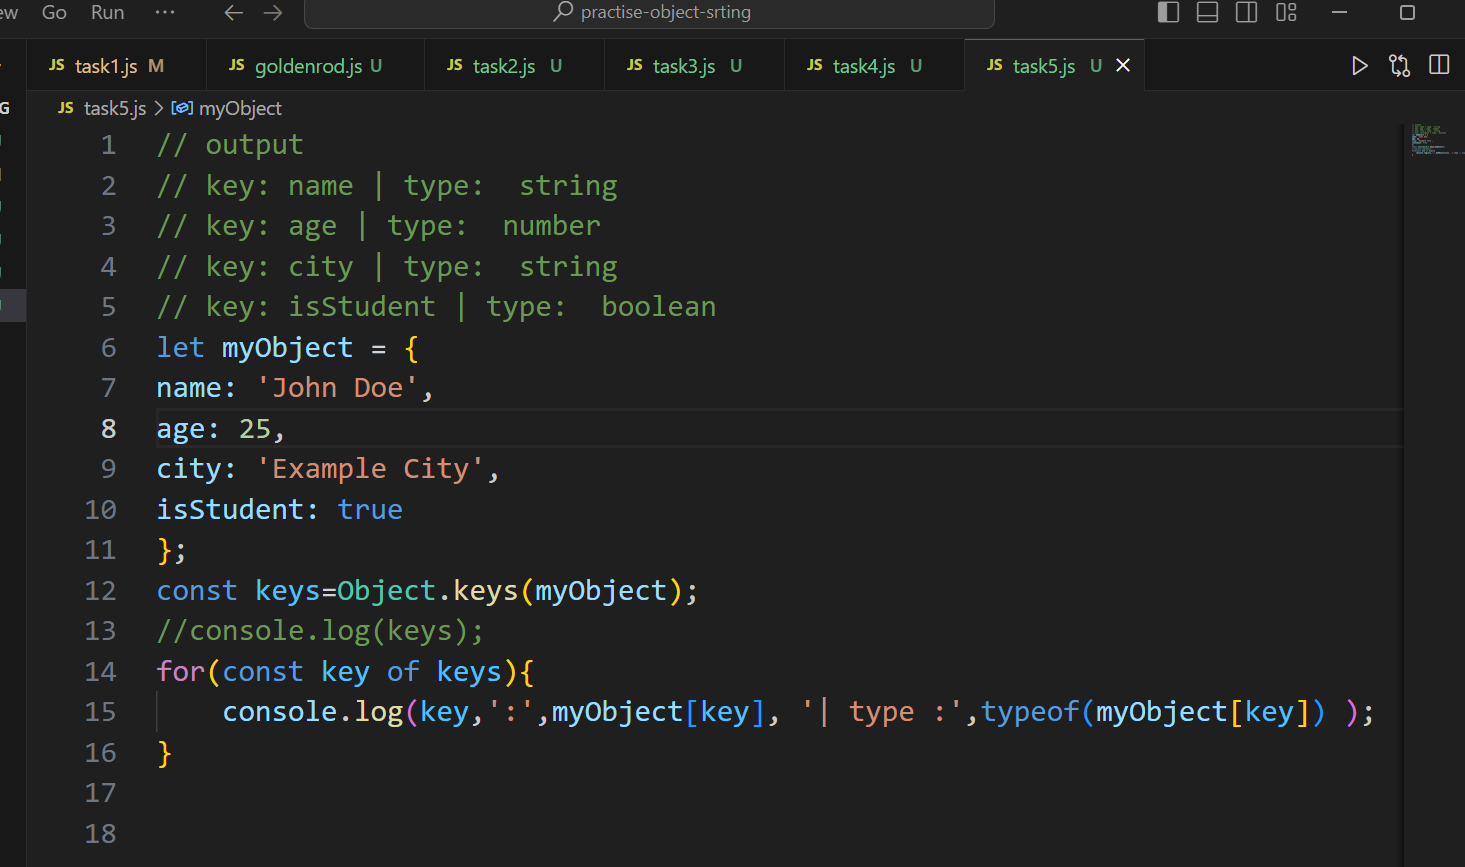 ew Go Run ··· practise-object-srting
JS task1.js M JS goldenrod.js U JS task2.js U JS task3.js U JS task4.js U JS task5.js U
G JS task5.js > myObject
1 // output
2 // key: name | type:  string
3 // key: age | type:  number
4 // key: city | type:  string
5 // key: isStudent | type:  boolean
6 let myObject = {
7 name: 'John Doe',
8 age: 25,
9 city: 'Example City',
10 isStudent: true
11 };
12 const keys=Object.keys(myObject);
13 //console.log(keys);
14 for(const key of keys){
15     console.log(key,':',myObject[key], '| type :',typeof(myObject[key]) );
16 }
17
18